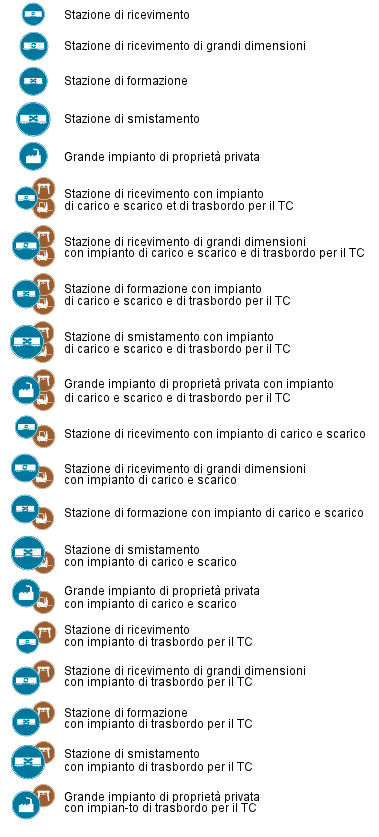 Stazione di ricevimento
Stazione di ricevimento di grandi dimensioni
Stazione di formazione
Stazione di smistamento
Grande impianto di proprietà privata
Stazione di ricevimento con impianto
di carico e scarico et di trasbordo per il TC
Stazione di ricevimento di grandi dimensioni
con impianto di carico e scarico e di trasbordo per il TC
Stazione di formazione con impianto
di carico e scarico e di trasbordo per il TC
Stazione di smistamento con impianto
di carico e scarico e di trasbordo per il TC
Grande impianto di proprietà privata con impianto
di carico e scarico e di trasbordo per il TC
Stazione di ricevimento con impianto di carico e scarico
Stazione di ricevimento di grandi dimensioni
con impianto di carico e scarico
Stazione di formazione con impianto di carico e scarico
Stazione di smistamento
con impianto di carico e scarico
Grande impianto di proprietà privata
con impianto di carico e scarico
Stazione di ricevimento
con impianto di trasbordo per il TC
Stazione di ricevimento di grandi dimensioni
con impianto di trasbordo per il TC
Stazione di formazione
con impianto di trasbordo per il TC
Stazione di smistamento
con impianto di trasbordo per il TC
Grande impianto di proprietà privata
con impian-to di trasbordo per il TC